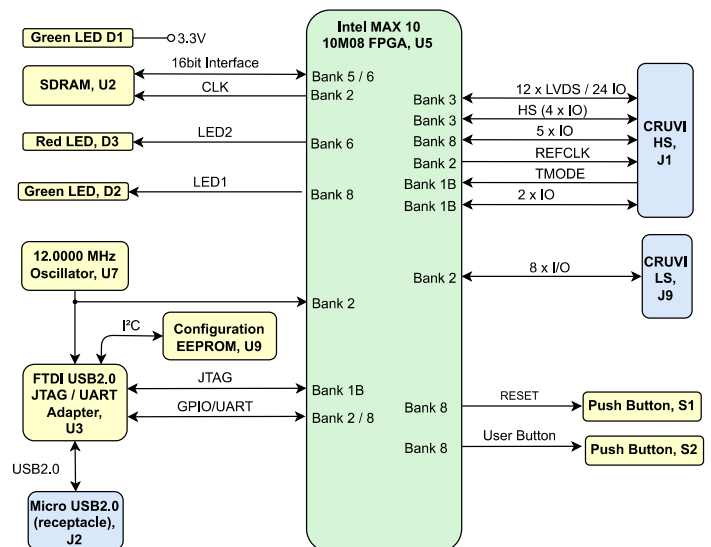 Green LED D1
3.3V
Intel MAX 10
10M08 FPGA, U5
SDRAM, U2
16bit Interface
CLK
Bank 5 / 6
Bank 2
Red LED, D3
LED2
Bank 6
Green LED, D2
LED1
Bank 8
12.0000 MHz
Oscillator, U7
Bank 2
I²C
Configuration
EEPROM, U9
FTDI USB2.0
JTAG / UART
Adapter,
U3
JTAG
Bank 1B
GPIO/UART
Bank 2 / 8
USB2.0
Micro USB2.0
(receptacle),
J2
Bank 3
12 x LVDS / 24 IO
Bank 3
HS (4 x IO)
Bank 8
5 x IO
Bank 2
REFCLK
Bank 1B
TMODE
Bank 1B
2 x IO
CRUVI
HS,
J1
Bank 2
8 x I/O
CRUVI
LS,
J9
Bank 8
RESET
Push Button, S1
Bank 8
User Button
Push Button, S2